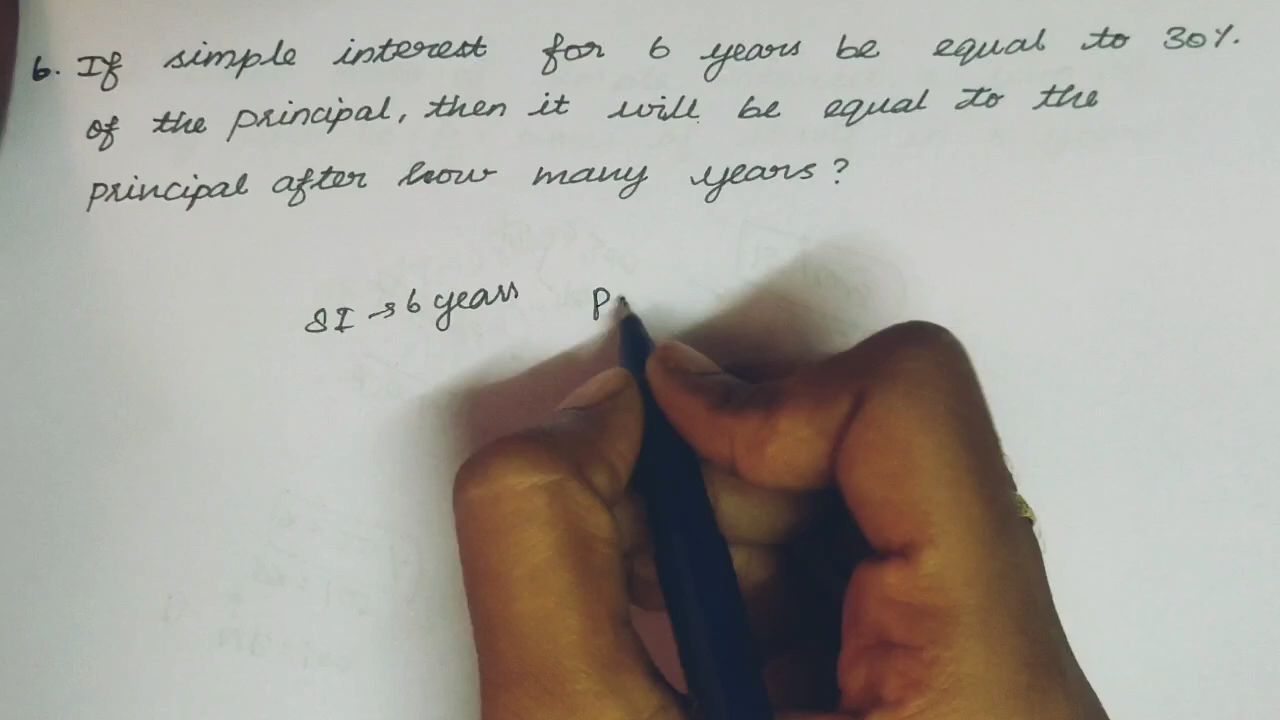 6. If simple interest for 6 years be equal to 30%.
of the principal, then it will be equal to the
principal after how many years?
SI → 6 years P